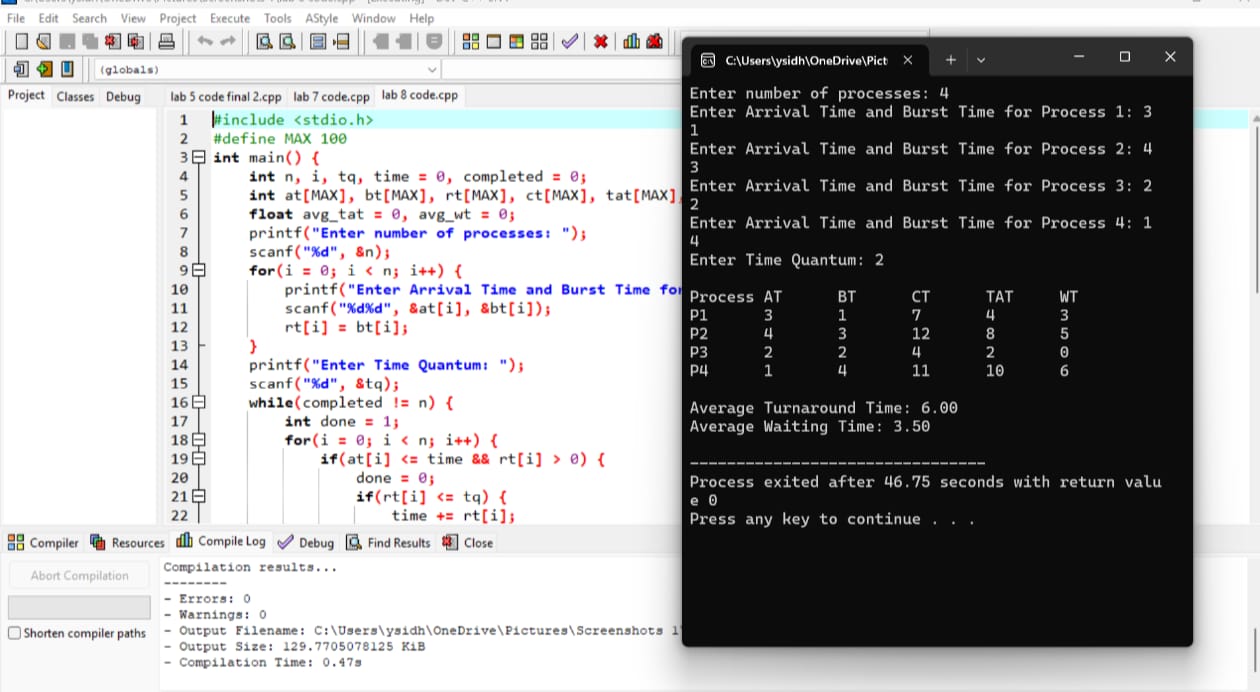 File Edit Search View Project Execute Tools AStyle Window Help
(globals)
Project Classes Debug
lab 5 code final 2.cpp lab 7 code.cpp lab 8 code.cpp
1 #include <stdio.h>
2 #define MAX 100
3 int main() {
4 int n, i, tq, time = 0, completed = 0;
5 int at[MAX], bt[MAX], rt[MAX], ct[MAX], tat[MAX],
6 float avg_tat = 0, avg_wt = 0;
7 printf("Enter number of processes: ");
8 scanf("%d", &n);
9 for(i = 0; i < n; i++) {
10 printf("Enter Arrival Time and Burst Time for
11 scanf("%d%d", &at[i], &bt[i]);
12 rt[i] = bt[i];
13 }
14 printf("Enter Time Quantum: ");
15 scanf("%d", &tq);
16 while(completed != n) {
17 int done = 1;
18 for(i = 0; i < n; i++) {
19 if(at[i] <= time && rt[i] > 0) {
20 done = 0;
21 if(rt[i] <= tq) {
22 time += rt[i];
Compiler Resources Compile Log Debug Find Results Close
Abort Compilation
Shorten compiler paths
Compilation results...
--------
- Errors: 0
- Warnings: 0
- Output Filename: C:\Users\ysidh\OneDrive\Pictures\Screenshots 1
- Output Size: 129.7705078125 KiB
- Compilation Time: 0.47s
C:\Users\ysidh\OneDrive\Pict
Enter number of processes: 4
Enter Arrival Time and Burst Time for Process 1: 3
1
Enter Arrival Time and Burst Time for Process 2: 4
3
Enter Arrival Time and Burst Time for Process 3: 2
2
Enter Arrival Time and Burst Time for Process 4: 1
4
Enter Time Quantum: 2
Process AT BT CT TAT WT
P1 3 1 7 4 3
P2 4 3 12 8 5
P3 2 2 4 2 0
P4 1 4 11 10 6
Average Turnaround Time: 6.00
Average Waiting Time: 3.50
--------------------------------
Process exited after 46.75 seconds with return valu
e 0
Press any key to continue . . .